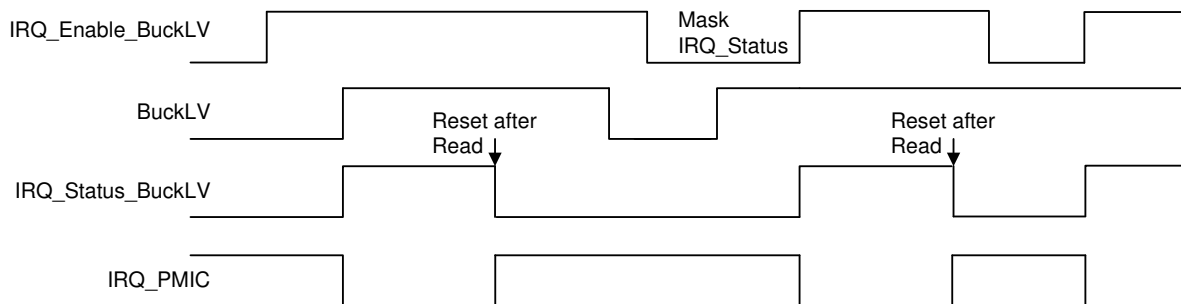 IRQ_Enable_BuckLV
Mask
IRQ_Status
BuckLV
Reset after
Read
Reset after
Read
IRQ_Status_BuckLV
IRQ_PMIC